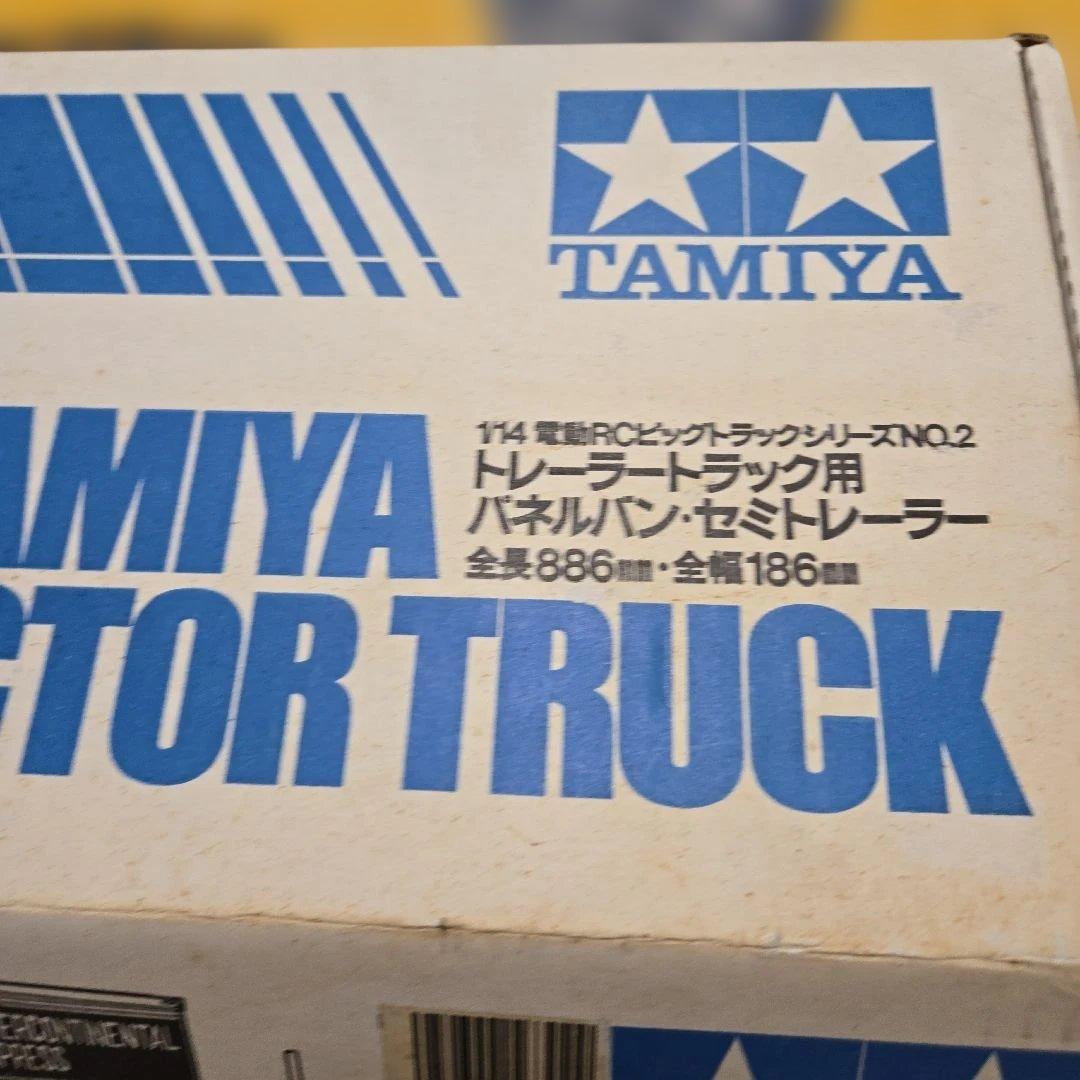 TAMIYA
AMIYA
1/14 電動RCビッグトラックシリーズNO.2
トレーラートラック用
パネルバン・セミトレーラー
全長886mm・全幅186mm
CTOR TRUCK
ERCONTINENTAL
PRESS